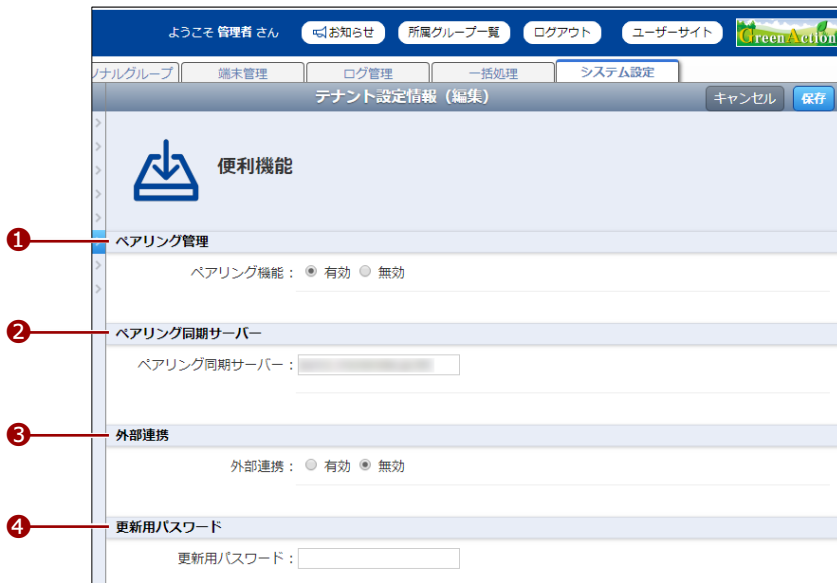 ようこそ 管理者 さん お知らせ 所属グループ一覧 ログアウト ユーザーサイト GreenAction
ソナルグループ 端末管理 ログ管理 一括処理 システム設定
テナント設定情報（編集） キャンセル 保存
便利機能
1 ペアリング管理
ペアリング機能： 有効 無効
2 ペアリング同期サーバー
ペアリング同期サーバー：
3 外部連携
外部連携： 有効 無効
4 更新用パスワード
更新用パスワード：